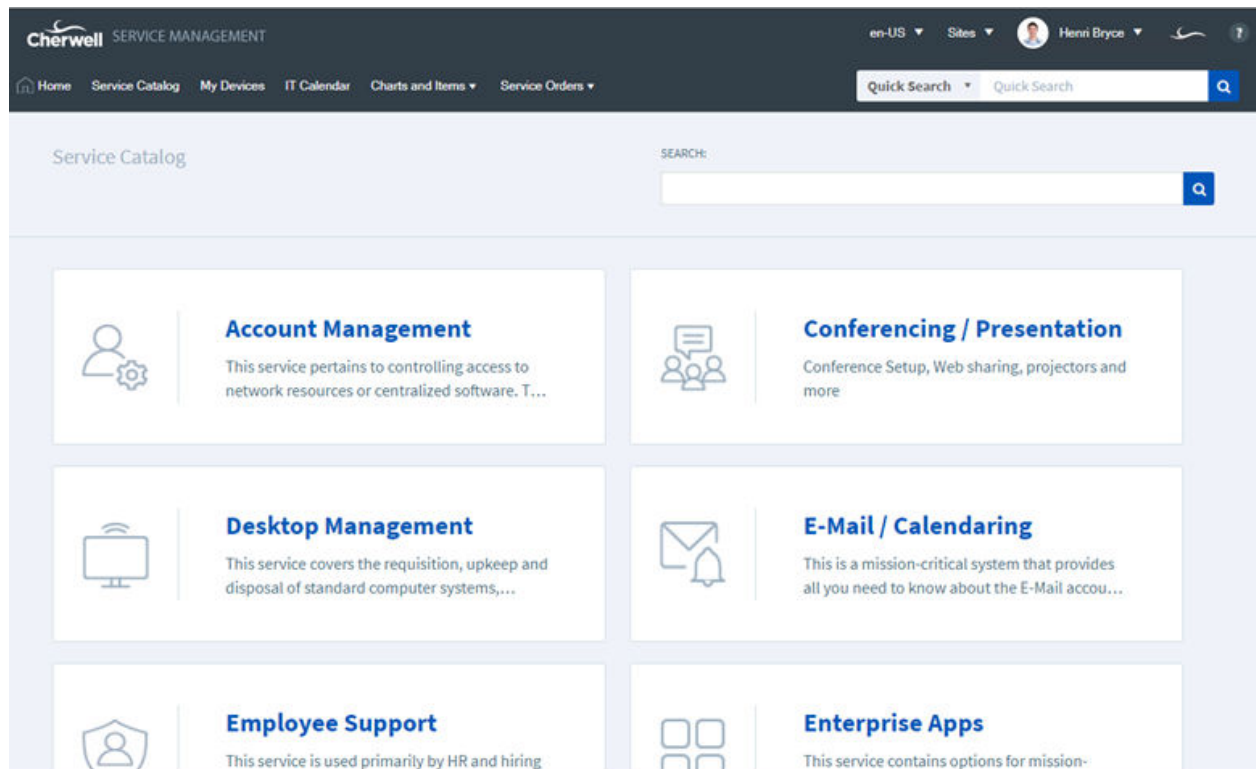 Cherwell SERVICE MANAGEMENT
en-US Sites Henri Bryce ?
Home Service Catalog My Devices IT Calendar Charts and Items Service Orders
Quick Search Quick Search
Service Catalog
SEARCH:
Account Management
This service pertains to controlling access to
network resources or centralized software. T...
Conferencing / Presentation
Conference Setup, Web sharing, projectors and
more
Desktop Management
This service covers the requisition, upkeep and
disposal of standard computer systems,...
E-Mail / Calendaring
This is a mission-critical system that provides
all you need to know about the E-Mail accou...
Employee Support
This service is used primarily by HR and hiring
Enterprise Apps
This service contains options for mission-